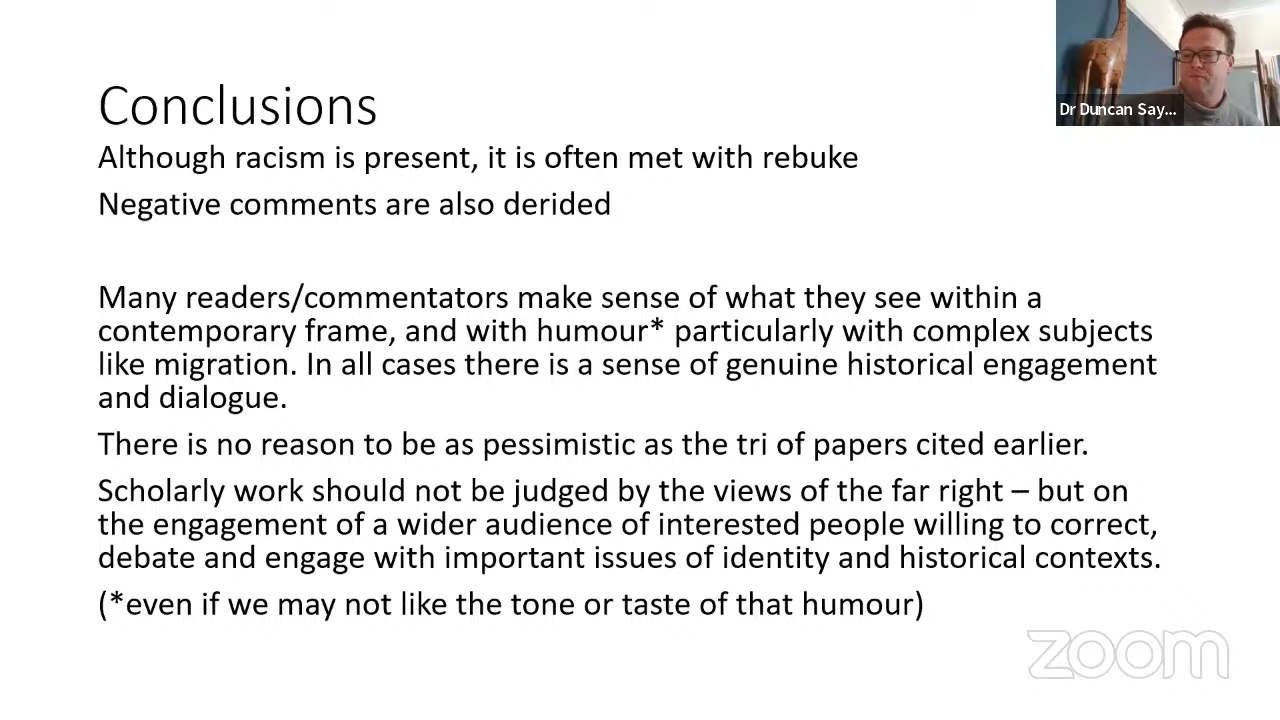 Dr Duncan Say...
Conclusions
Although racism is present, it is often met with rebuke
Negative comments are also derided
Many readers/commentators make sense of what they see within a
contemporary frame, and with humour* particularly with complex subjects
like migration. In all cases there is a sense of genuine historical engagement
and dialogue.
There is no reason to be as pessimistic as the tri of papers cited earlier.
Scholarly work should not be judged by the views of the far right – but on
the engagement of a wider audience of interested people willing to correct,
debate and engage with important issues of identity and historical contexts.
(*even if we may not like the tone or taste of that humour)
zoom